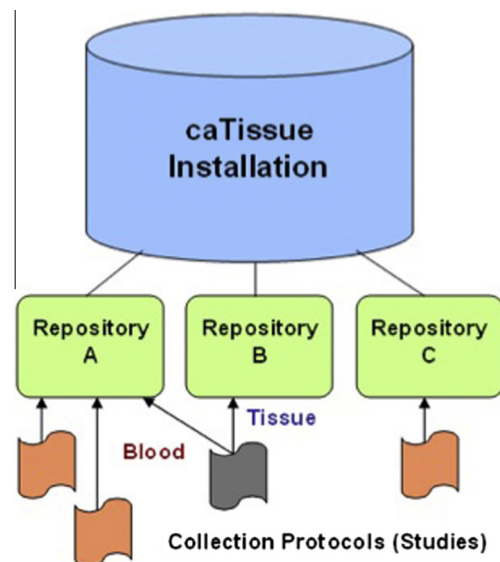 caTissue
Installation
Repository
A
Repository
B
Repository
C
Tissue
Blood
Collection Protocols (Studies)